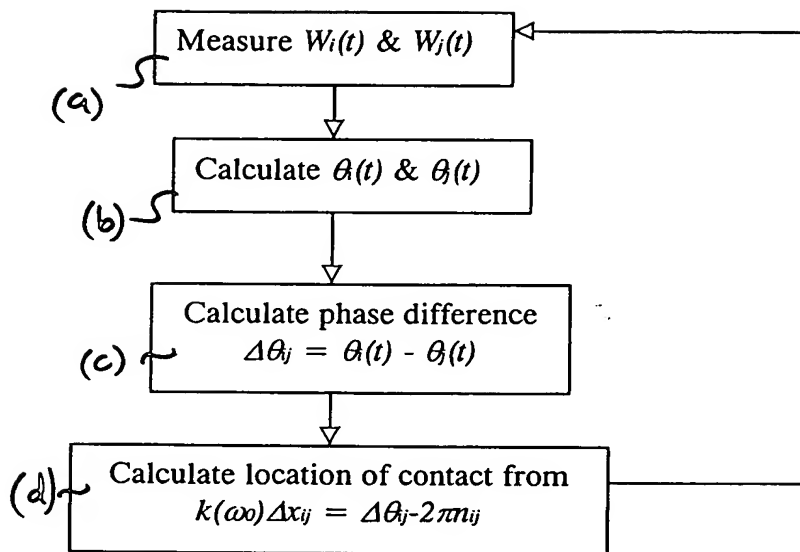 Measure Wi(t) & Wj(t)
(a)
Calculate θi(t) & θj(t)
(b)
Calculate phase difference
Δθij = θi(t) - θj(t)
(c)
Calculate location of contact from
k(ω0)Δxij = Δθij-2πnij
(d)